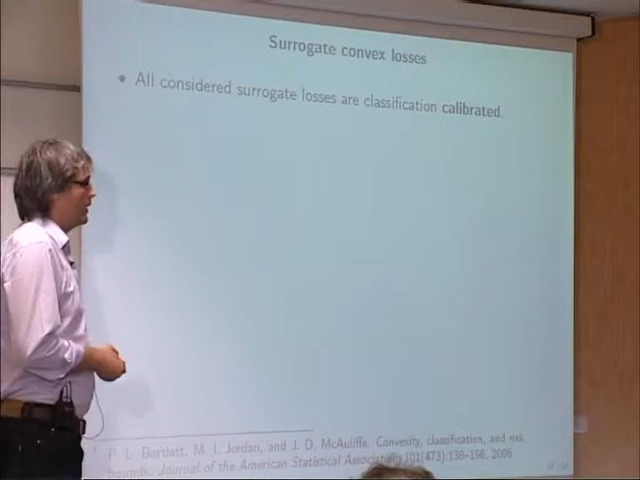 Surrogate convex losses
• All considered surrogate losses are classification calibrated.
P. L. Bartlett, M. I. Jordan, and J. D. McAuliffe. Convexity, classification, and risk
bounds. Journal of the American Statistical Association, 101(473):138–156, 2006